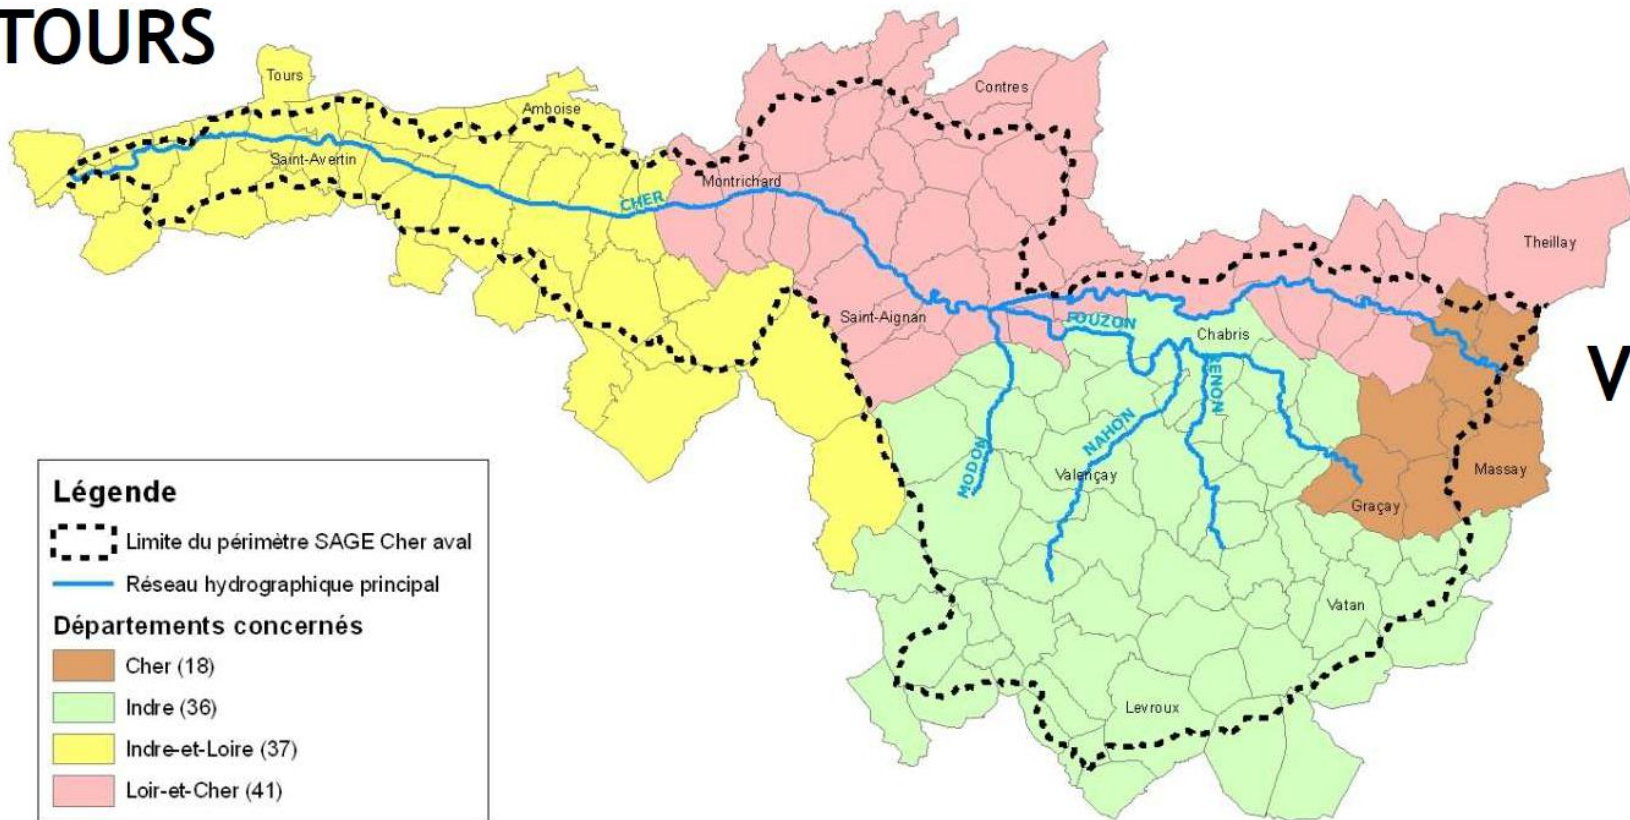 TOURS
Tours
Amboise
Contres
Saint-Avertin
Montrichard
CHER
Theillay
Saint-Aignan
FOUZON
Chabris
V
RENON
NAHON
MODON
Valençay
Massay
Graçay
Vatan
Levroux
Légende
Limite du périmètre SAGE Cher aval
Réseau hydrographique principal
Départements concernés
Cher (18)
Indre (36)
Indre-et-Loire (37)
Loir-et-Cher (41)